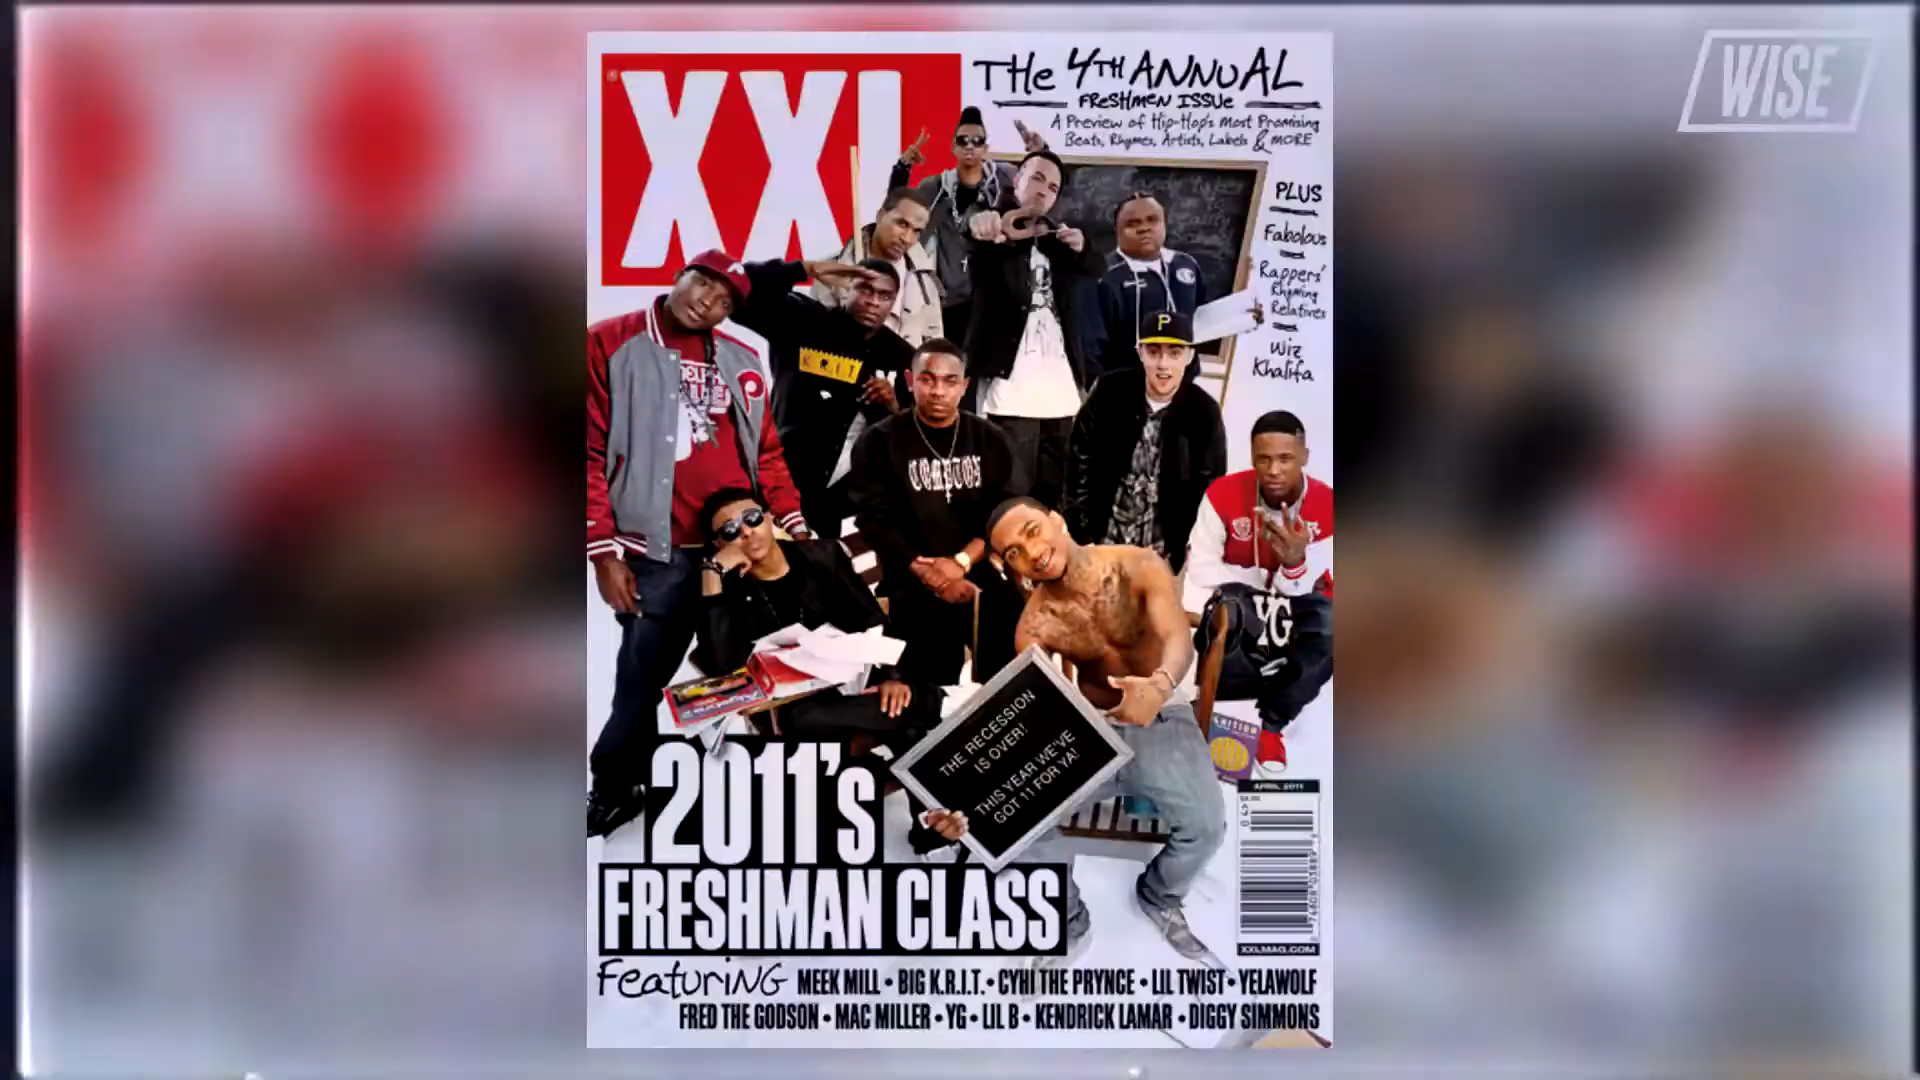 WISE
XXL
THE 4TH ANNUAL
FRESHMEN ISSUE
A Preview of Hip-Hop's Most Promising
Beats, Rhymes, Artists, Labels & MORE
PLUS
Fabolous
Rappers'
Rhyming
Relatives
Wiz
Khalifa
P
K.R.I.T.
P
COMPTON
YG
THE RECESSION
IS OVER!
THIS YEAR WE'VE
GOT 11 FOR YA!
2011's
FRESHMAN CLASS
APRIL 2011
XXLMAG.COM
Featuring MEEK MILL • BIG K.R.I.T. • CYHI THE PRYNCE • LIL TWIST • YELAWOLF
FRED THE GODSON • MAC MILLER • YG • LIL B • KENDRICK LAMAR • DIGGY SIMMONS